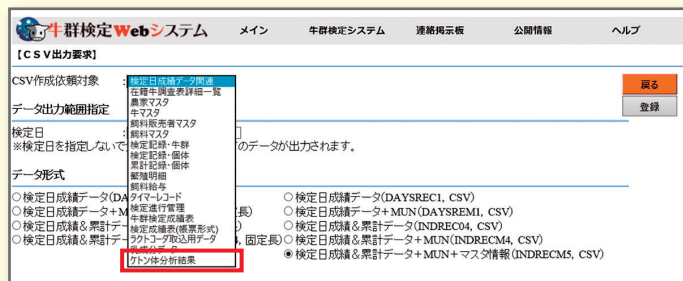 牛群検定Webシステム メイン 牛群検定システム 連絡掲示板 公開情報 ヘルプ
【CSV出力要求】
CSV作成依頼対象 :
検定日成績データ関連
在籍牛調査表詳細一覧
農家マスタ
牛マスタ
飼料販売者マスタ
飼料マスタ
検定記録・牛群
検定記録・個体
累計記録・個体
繁殖明細
飼料給与
タイマーレコード
検定進行管理
牛群検定成績表
検定成績表(帳票形式)
ラクトコーダ取込用データ
ケトン体分析結果
戻る
登録
データ出力範囲指定
検定日 :
※検定日を指定しないで のデータが出力されます。
データ形式
○検定日成績データ(DA ○検定日成績データ(DAYSREC1, CSV)
○検定日成績データ+M 長) ○検定日成績データ+MUN(DAYSREM1, CSV)
○検定日成績&累計デー ○検定日成績&累計データ(INDREC04, CSV)
○検定日成績&累計デー 4, 固定長) ○検定日成績&累計データ+MUN(INDRECM4, CSV)
◉検定日成績&累計データ+MUN+マスタ情報(INDRECM5, CSV)